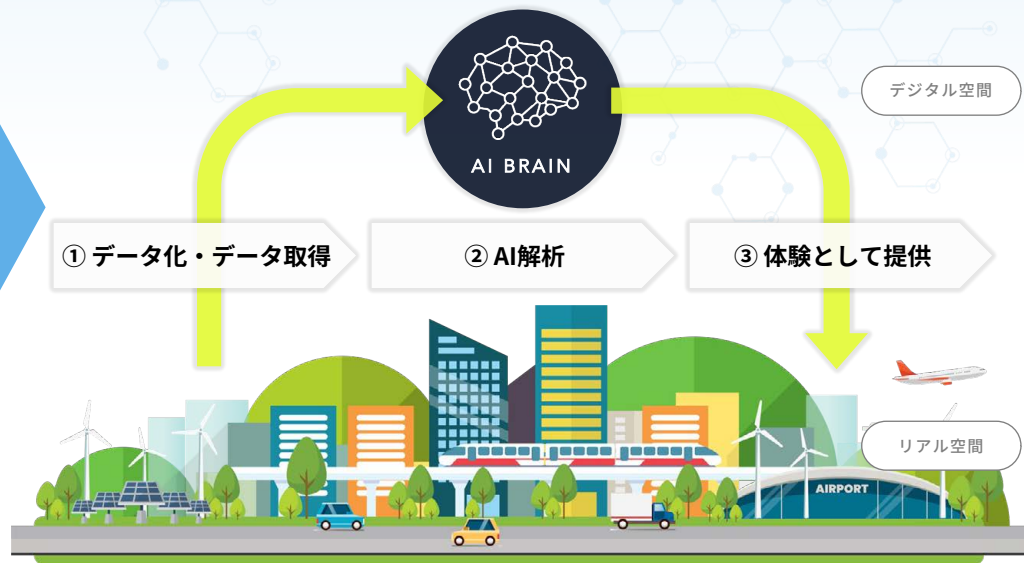 AI BRAIN
デジタル空間
① データ化・データ取得
② AI解析
③ 体験として提供
リアル空間
AIRPORT